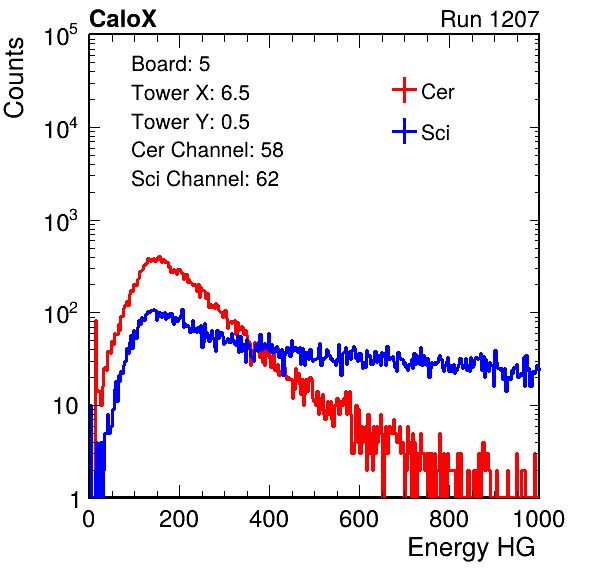 CaloX Run 1207
Counts
10^5
10^4
10^3
10^2
10
1
Board: 5
Tower X: 6.5
Tower Y: 0.5
Cer Channel: 58
Sci Channel: 62
Cer
Sci
0 200 400 600 800 1000
Energy HG